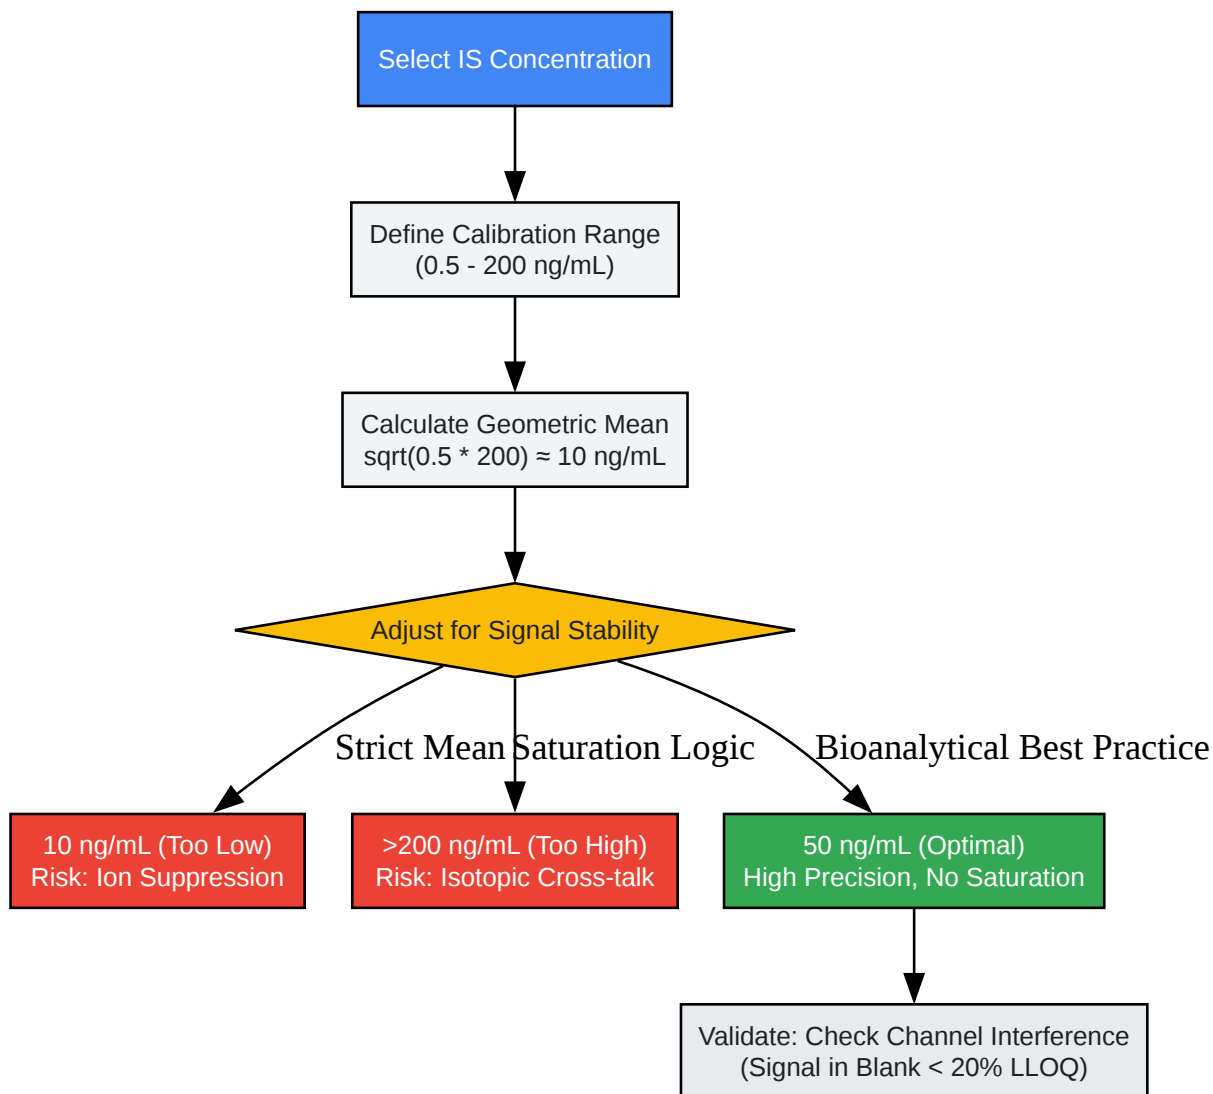 Select IS Concentration
Define Calibration Range
(0.5 - 200 ng/mL)
Calculate Geometric Mean
sqrt(0.5 * 200) ≈ 10 ng/mL
Adjust for Signal Stability
Strict Mean
Saturation Logic
Bioanalytical Best Practice
10 ng/mL (Too Low)
Risk: Ion Suppression
>200 ng/mL (Too High)
Risk: Isotopic Cross-talk
50 ng/mL (Optimal)
High Precision, No Saturation
Validate: Check Channel Interference
(Signal in Blank < 20% LLOQ)